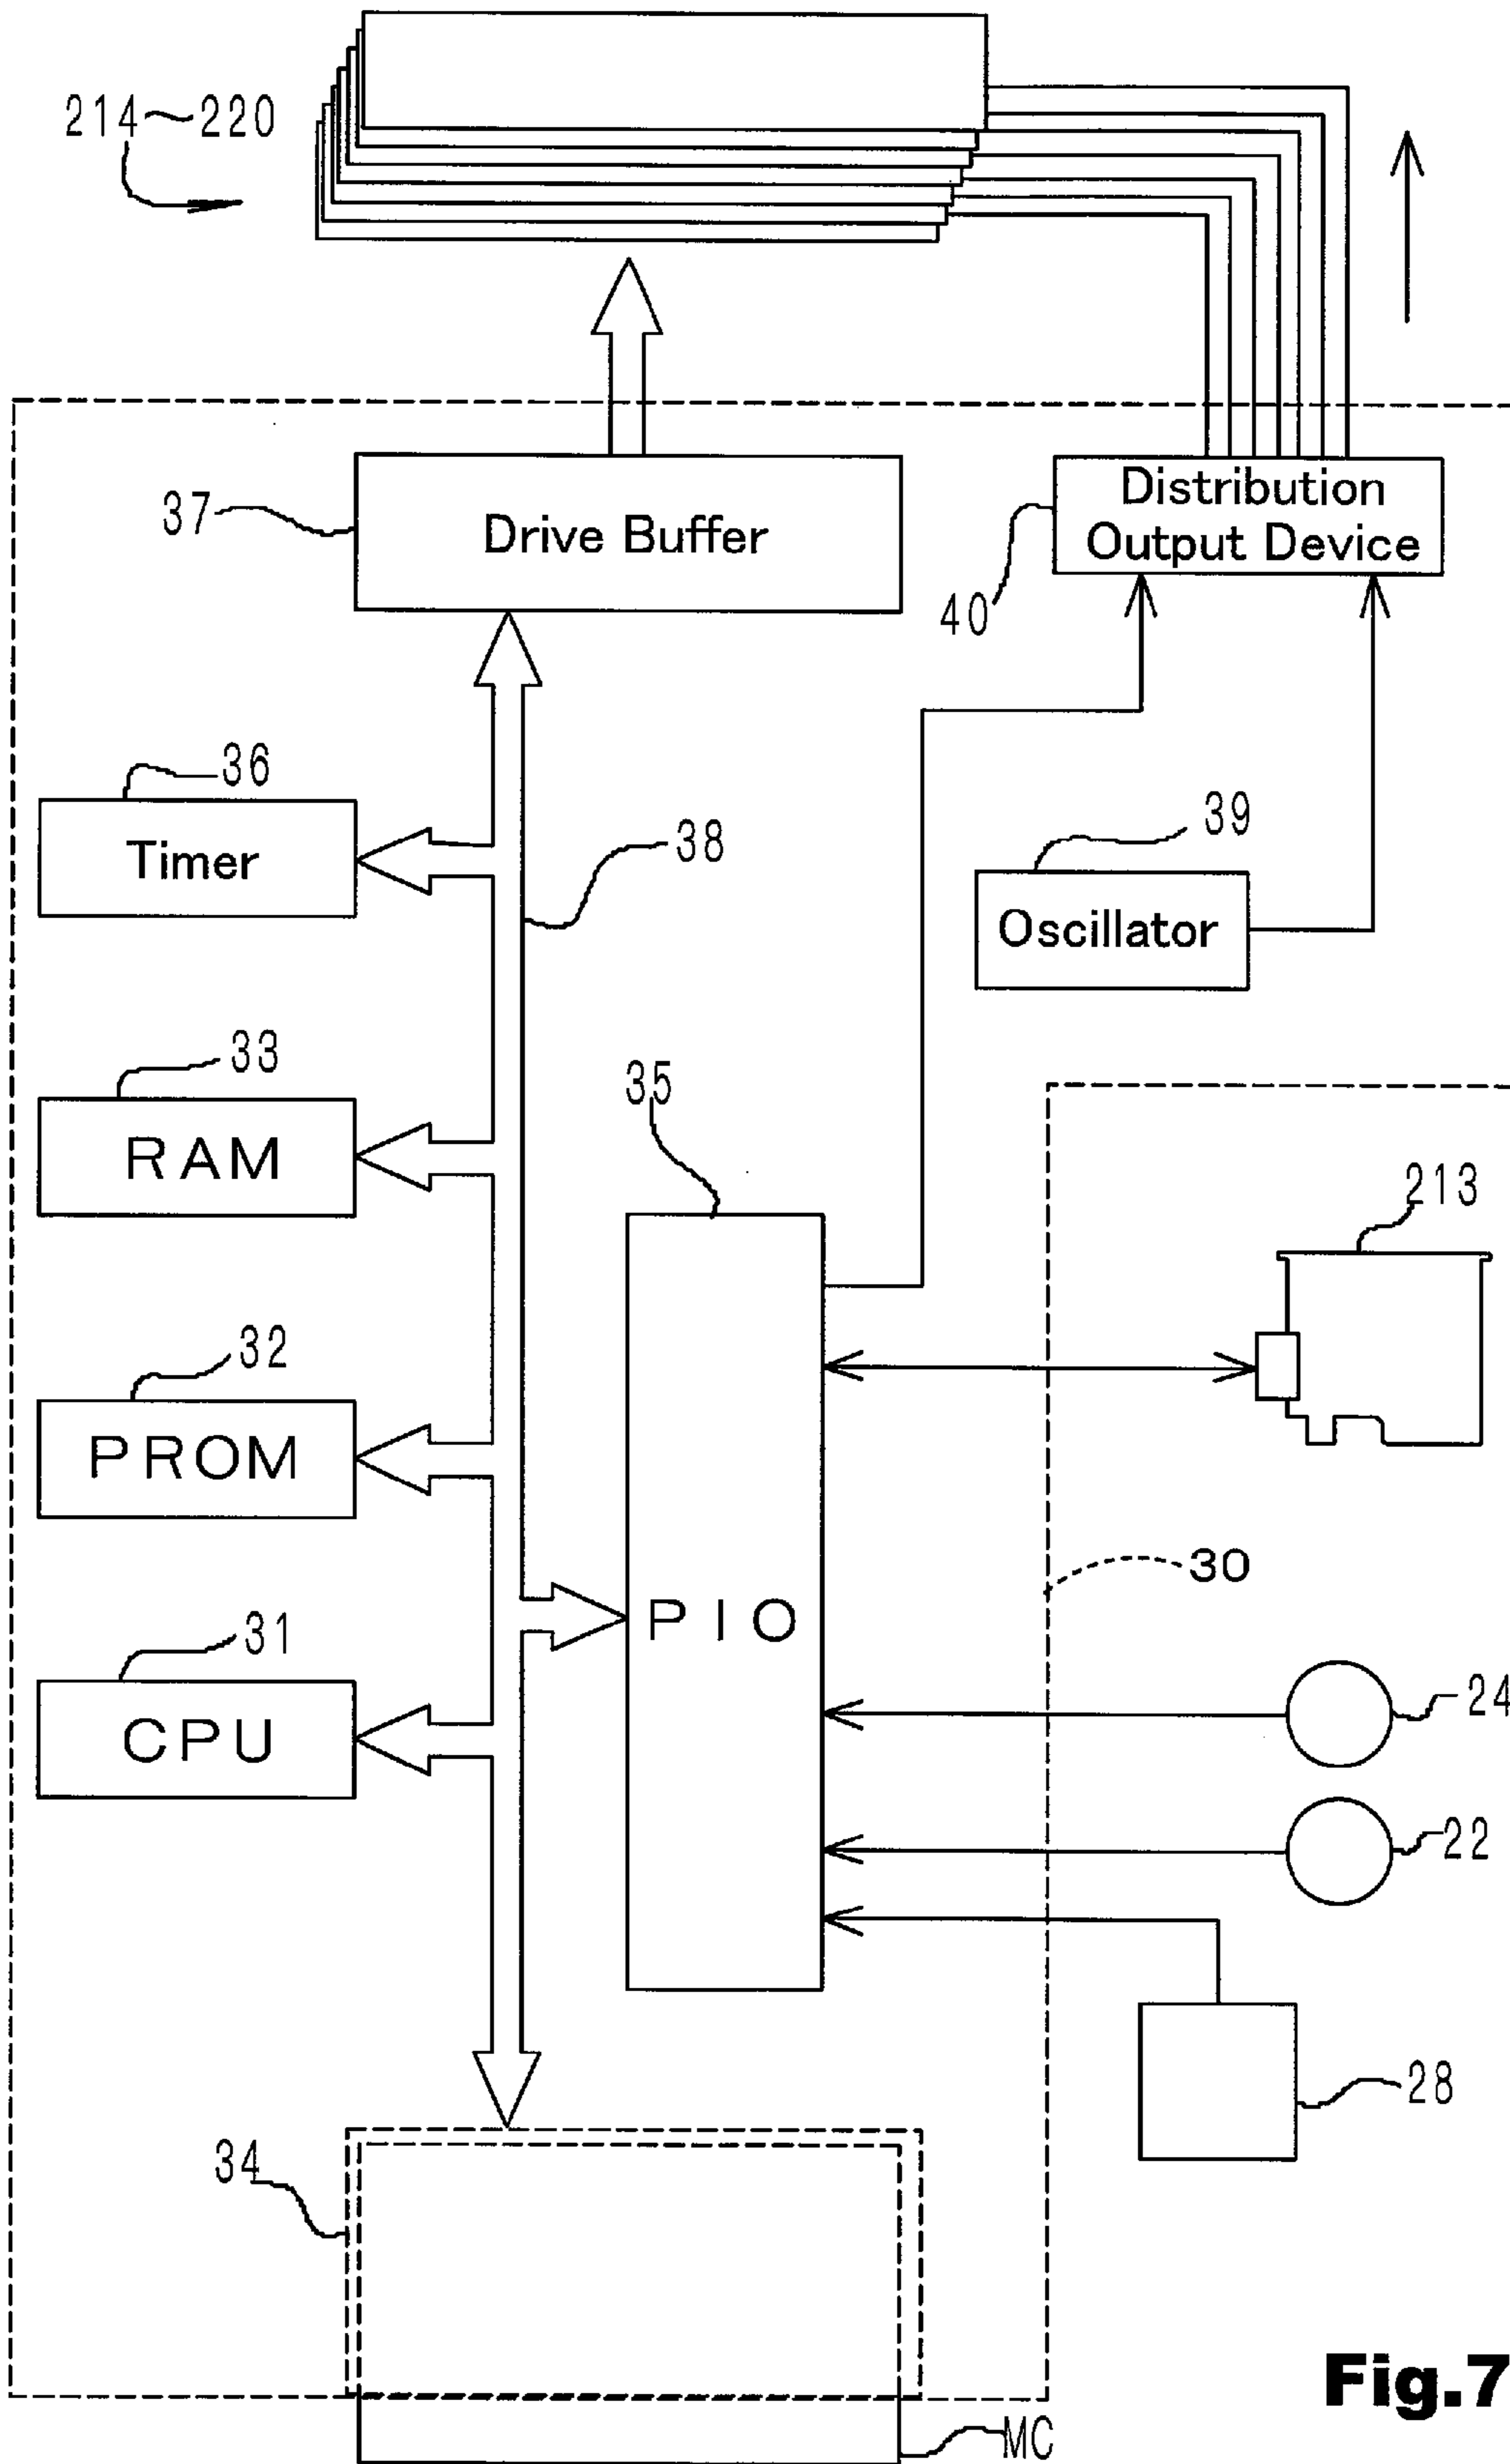 214~220
37
Drive Buffer
Distribution
Output Device
40
36
Timer
38
39
Oscillator
33
RAM
35
213
32
PROM
30
PIO
31
CPU
24
22
28
34
MC
Fig.7